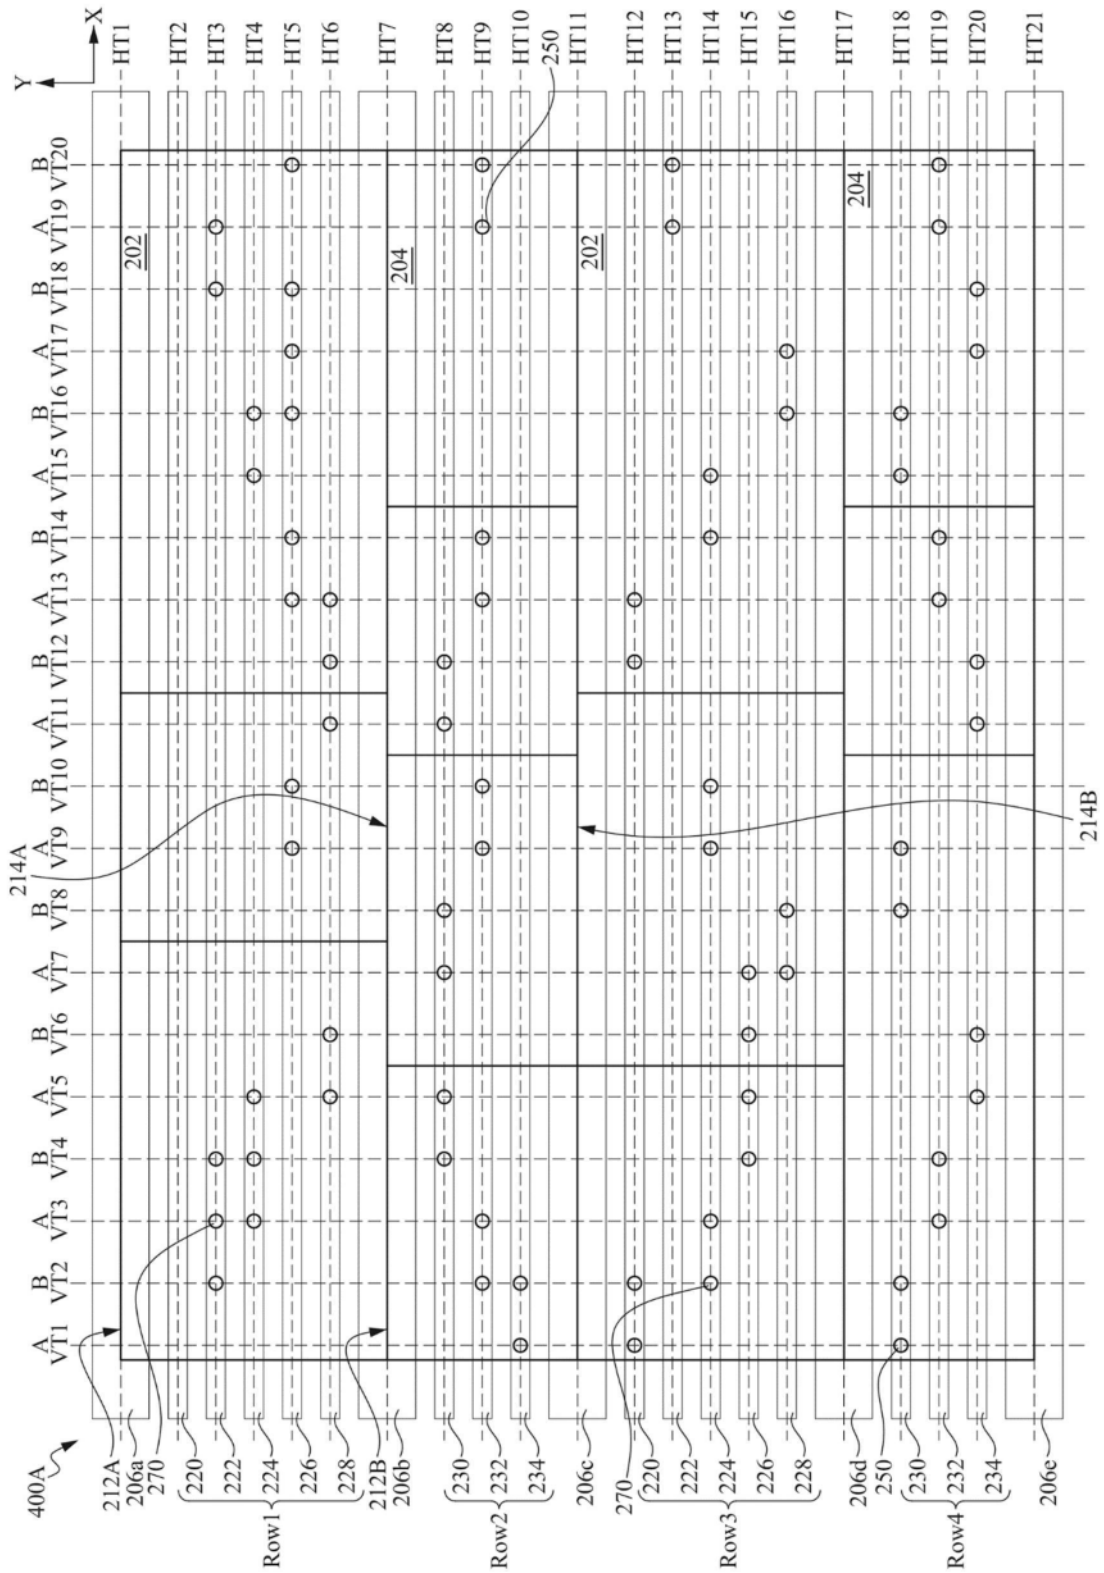 214A Y
400A A B A B A B A B A B A B A B A B A B A B
VT1 VT2 VT3 VT4 VT5 VT6 VT7 VT8 VT9 VT10 VT11 VT12 VT13 VT14 VT15 VT16 VT17 VT18 VT19 VT20
X
212A HT1
206a 202
270
HT2
220
HT3
222
HT4
Row1 224
HT5
226
HT6
228
212B HT7
206b 204
HT8
230
HT9
Row2 232
HT10
234
250
HT11
206c 202
270 HT12
220
HT13
222
HT14
Row3 224
HT15
226
HT16
228
HT17
206d 204
250
HT18
230
HT19
Row4 232
HT20
234
HT21
206e
214B